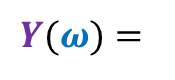 Y(ω) =